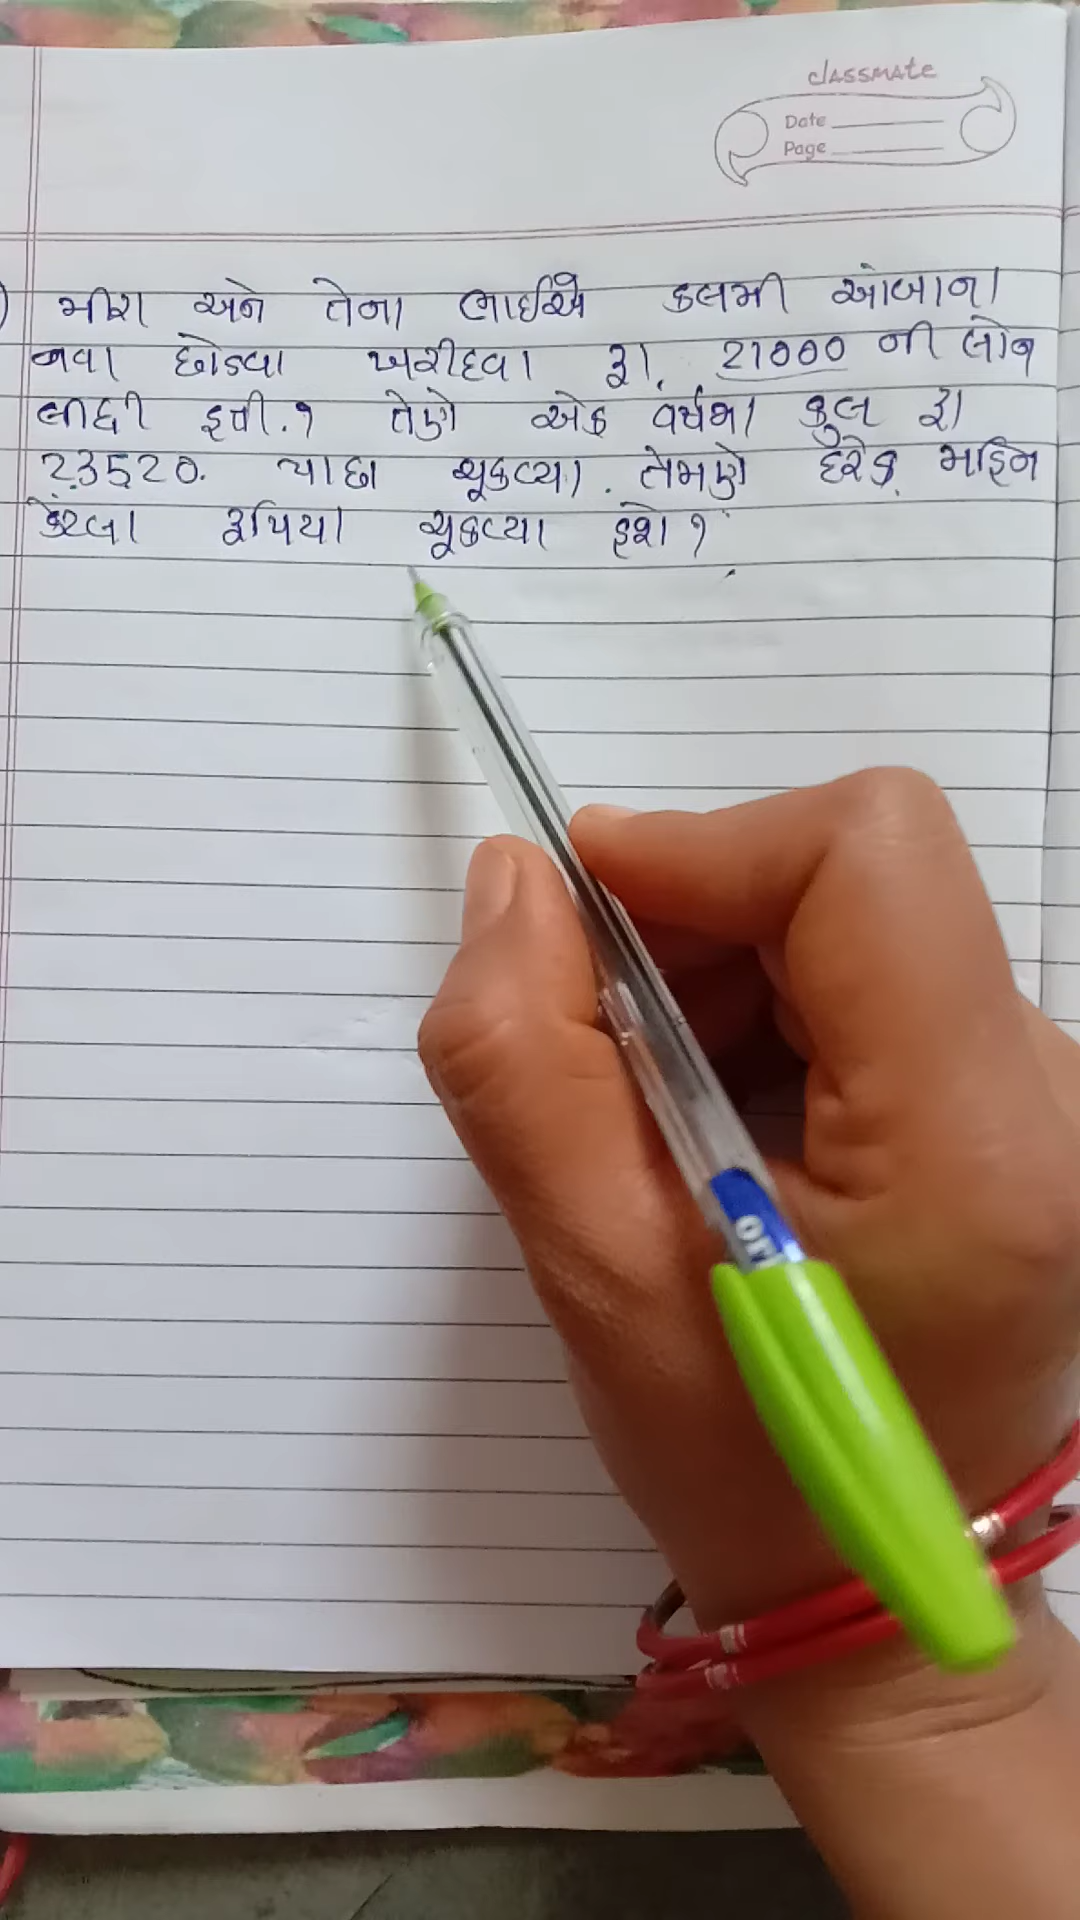 classmate
Date
Page
મીરા અને તેના ભાઈએ કલમી આંબાના
નવા છોડવા ખરીદવા રૂા. 21000 ની લોન
લીધી હતી.? તેણે એક વર્ષમાં કુલ રૂા
23520. પાછા ચૂકવ્યા. તેમણે દરેક મહિને
કેટલા રૂપિયા ચૂકવ્યા હશે?
ori